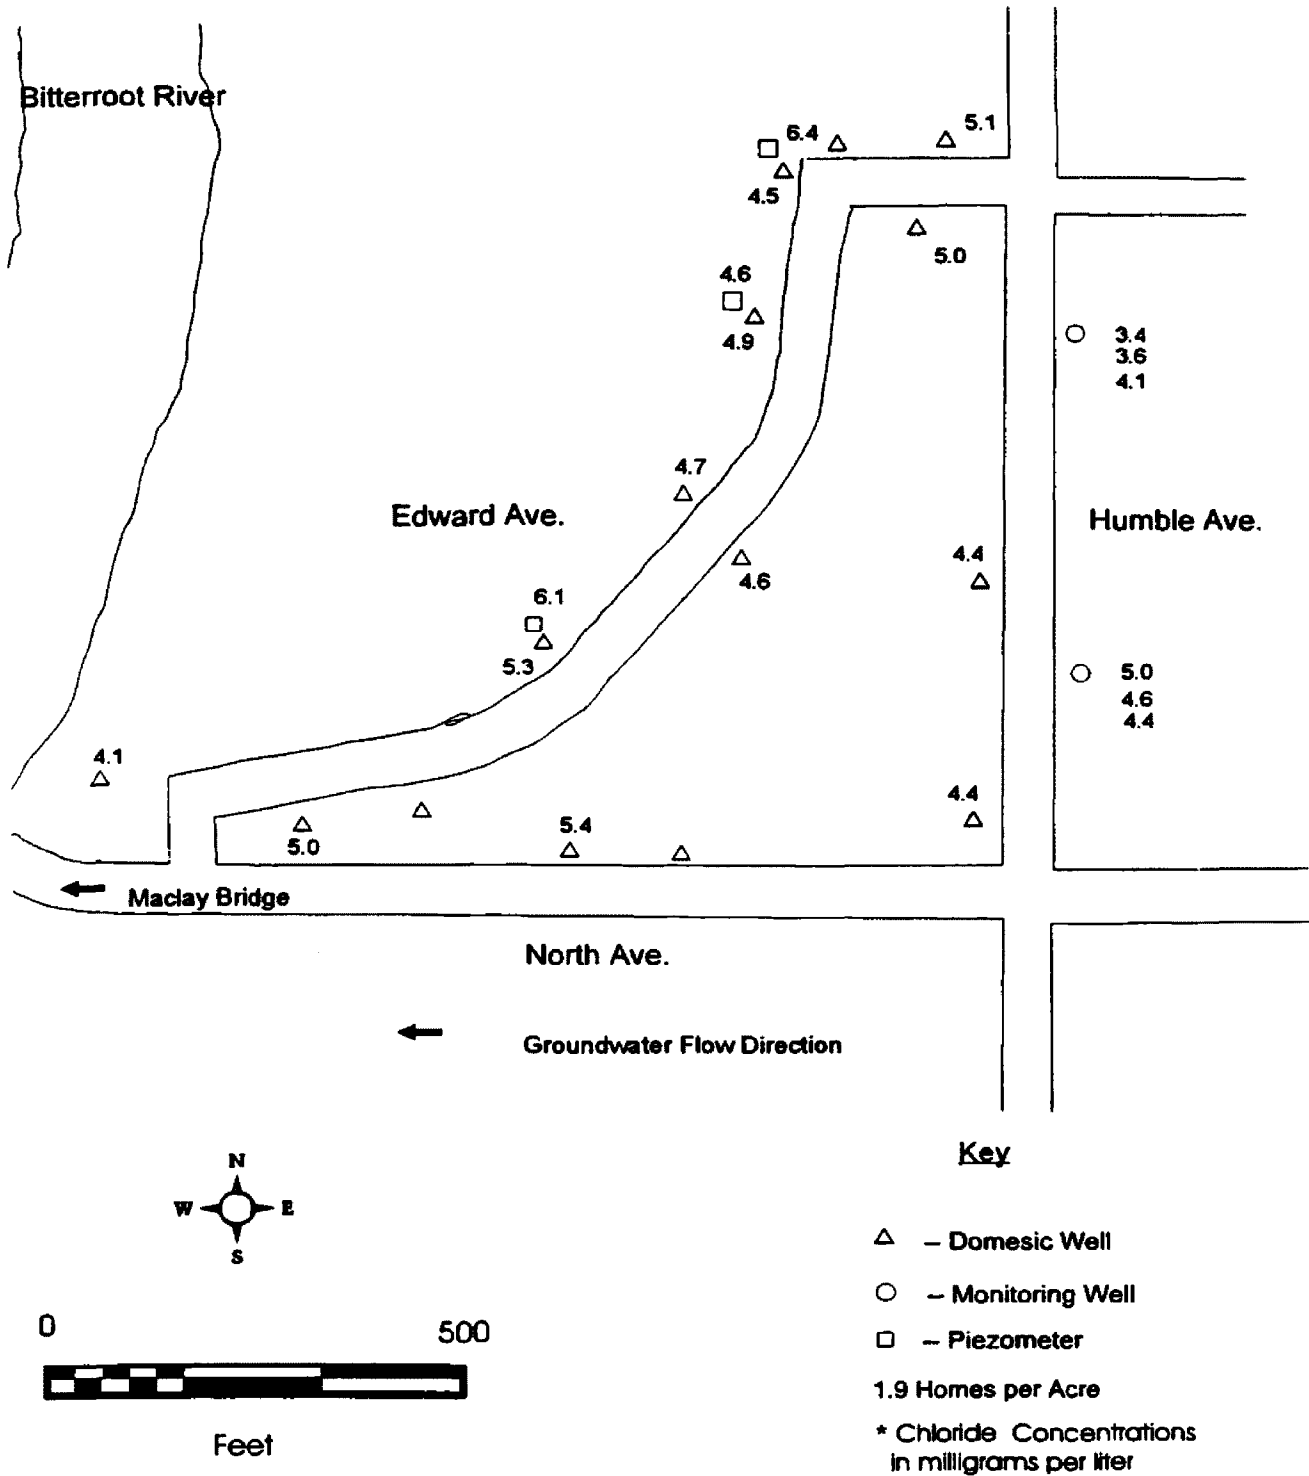 Bitterroot River
6.4
5.1
4.5
5.0
4.6
4.9
3.4
3.6
4.1
4.7
Edward Ave.
Humble Ave.
4.4
4.6
6.1
5.3
5.0
4.6
4.4
4.1
4.4
5.4
5.0
Maclay Bridge
North Ave.
Groundwater Flow Direction
Key
N
W E
S
– Domesic Well
– Monitoring Well
– Piezometer
0 500
1.9 Homes per Acre
* Chloride Concentrations
in milligrams per liter
Feet